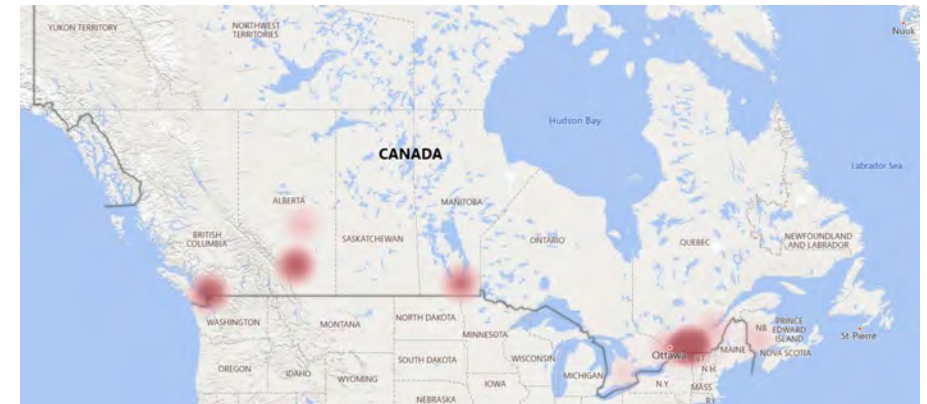 YUKON TERRITORY
NORTHWEST
TERRITORIES
Nuuk
Hudson Bay
CANADA
Labrador Sea
ALBERTA
MANITOBA
BRITISH
COLUMBIA
SASKATCHEWAN
ONTARIO
QUEBEC
NEWFOUNDLAND
AND LABRADOR
WASHINGTON
MONTANA
NORTH DAKOTA
MINNESOTA
Ottawa
VT
MAINE
NB
PRINCE
EDWARD
ISLAND
NOVA SCOTIA
St-Pierre
OREGON
IDAHO
WYOMING
SOUTH DAKOTA
WISCONSIN
MICHIGAN
N.Y.
N H
MASS
R I
IOWA
NEBRASKA